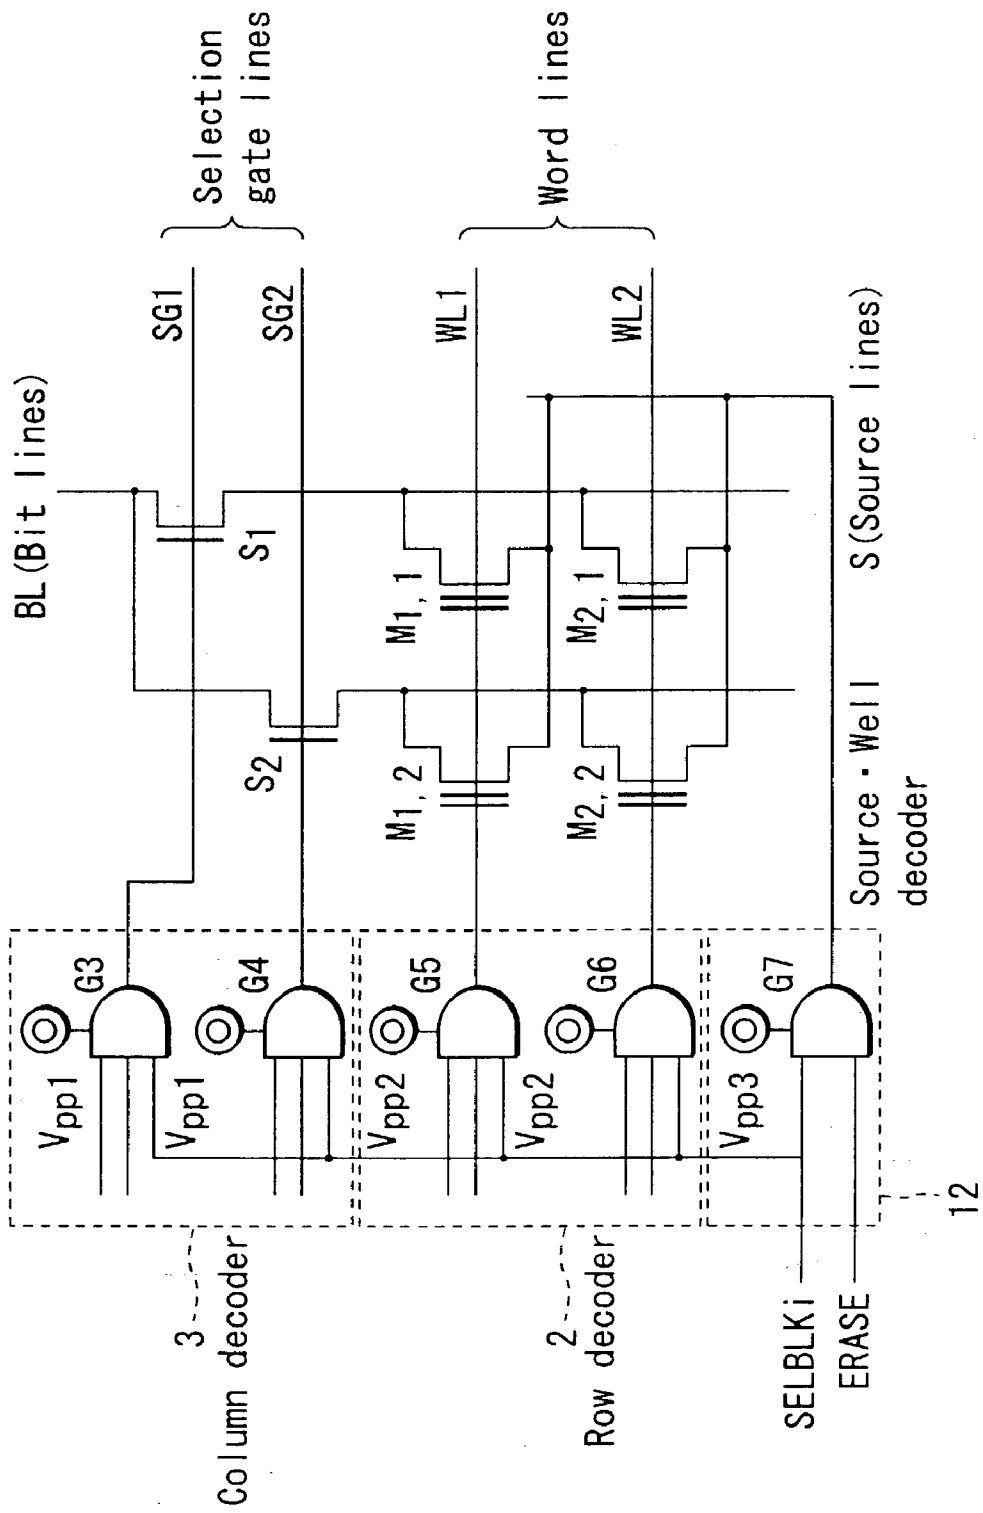 BL(Bit lines)
SG1
SG2
Selection
gate lines
WL1
WL2
Word lines
S1
S2
M1, 1
M1, 2
M2, 1
M2, 2
S(Source lines)
Source・Well
decoder
G3
G4
G5
G6
G7
Vpp1
Vpp1
Vpp2
Vpp2
Vpp3
3
Column decoder
2
Row decoder
12
SELBLKi
ERASE